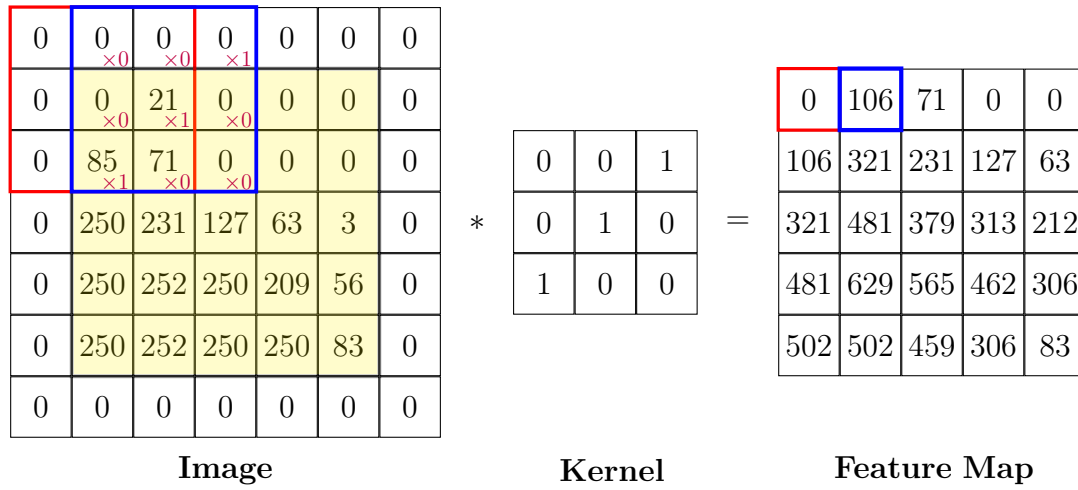 0 0 0 0 0 0 0
×0 ×0 ×1
0 0 21 0 0 0 0
×0 ×1 ×0
0 85 71 0 0 0 0
×1 ×0 ×0
0 250 231 127 63 3 0
0 250 252 250 209 56 0
0 250 252 250 250 83 0
0 0 0 0 0 0 0
Image
*
0 0 1
0 1 0
1 0 0
Kernel
=
0 106 71 0 0
106 321 231 127 63
321 481 379 313 212
481 629 565 462 306
502 502 459 306 83
Feature Map